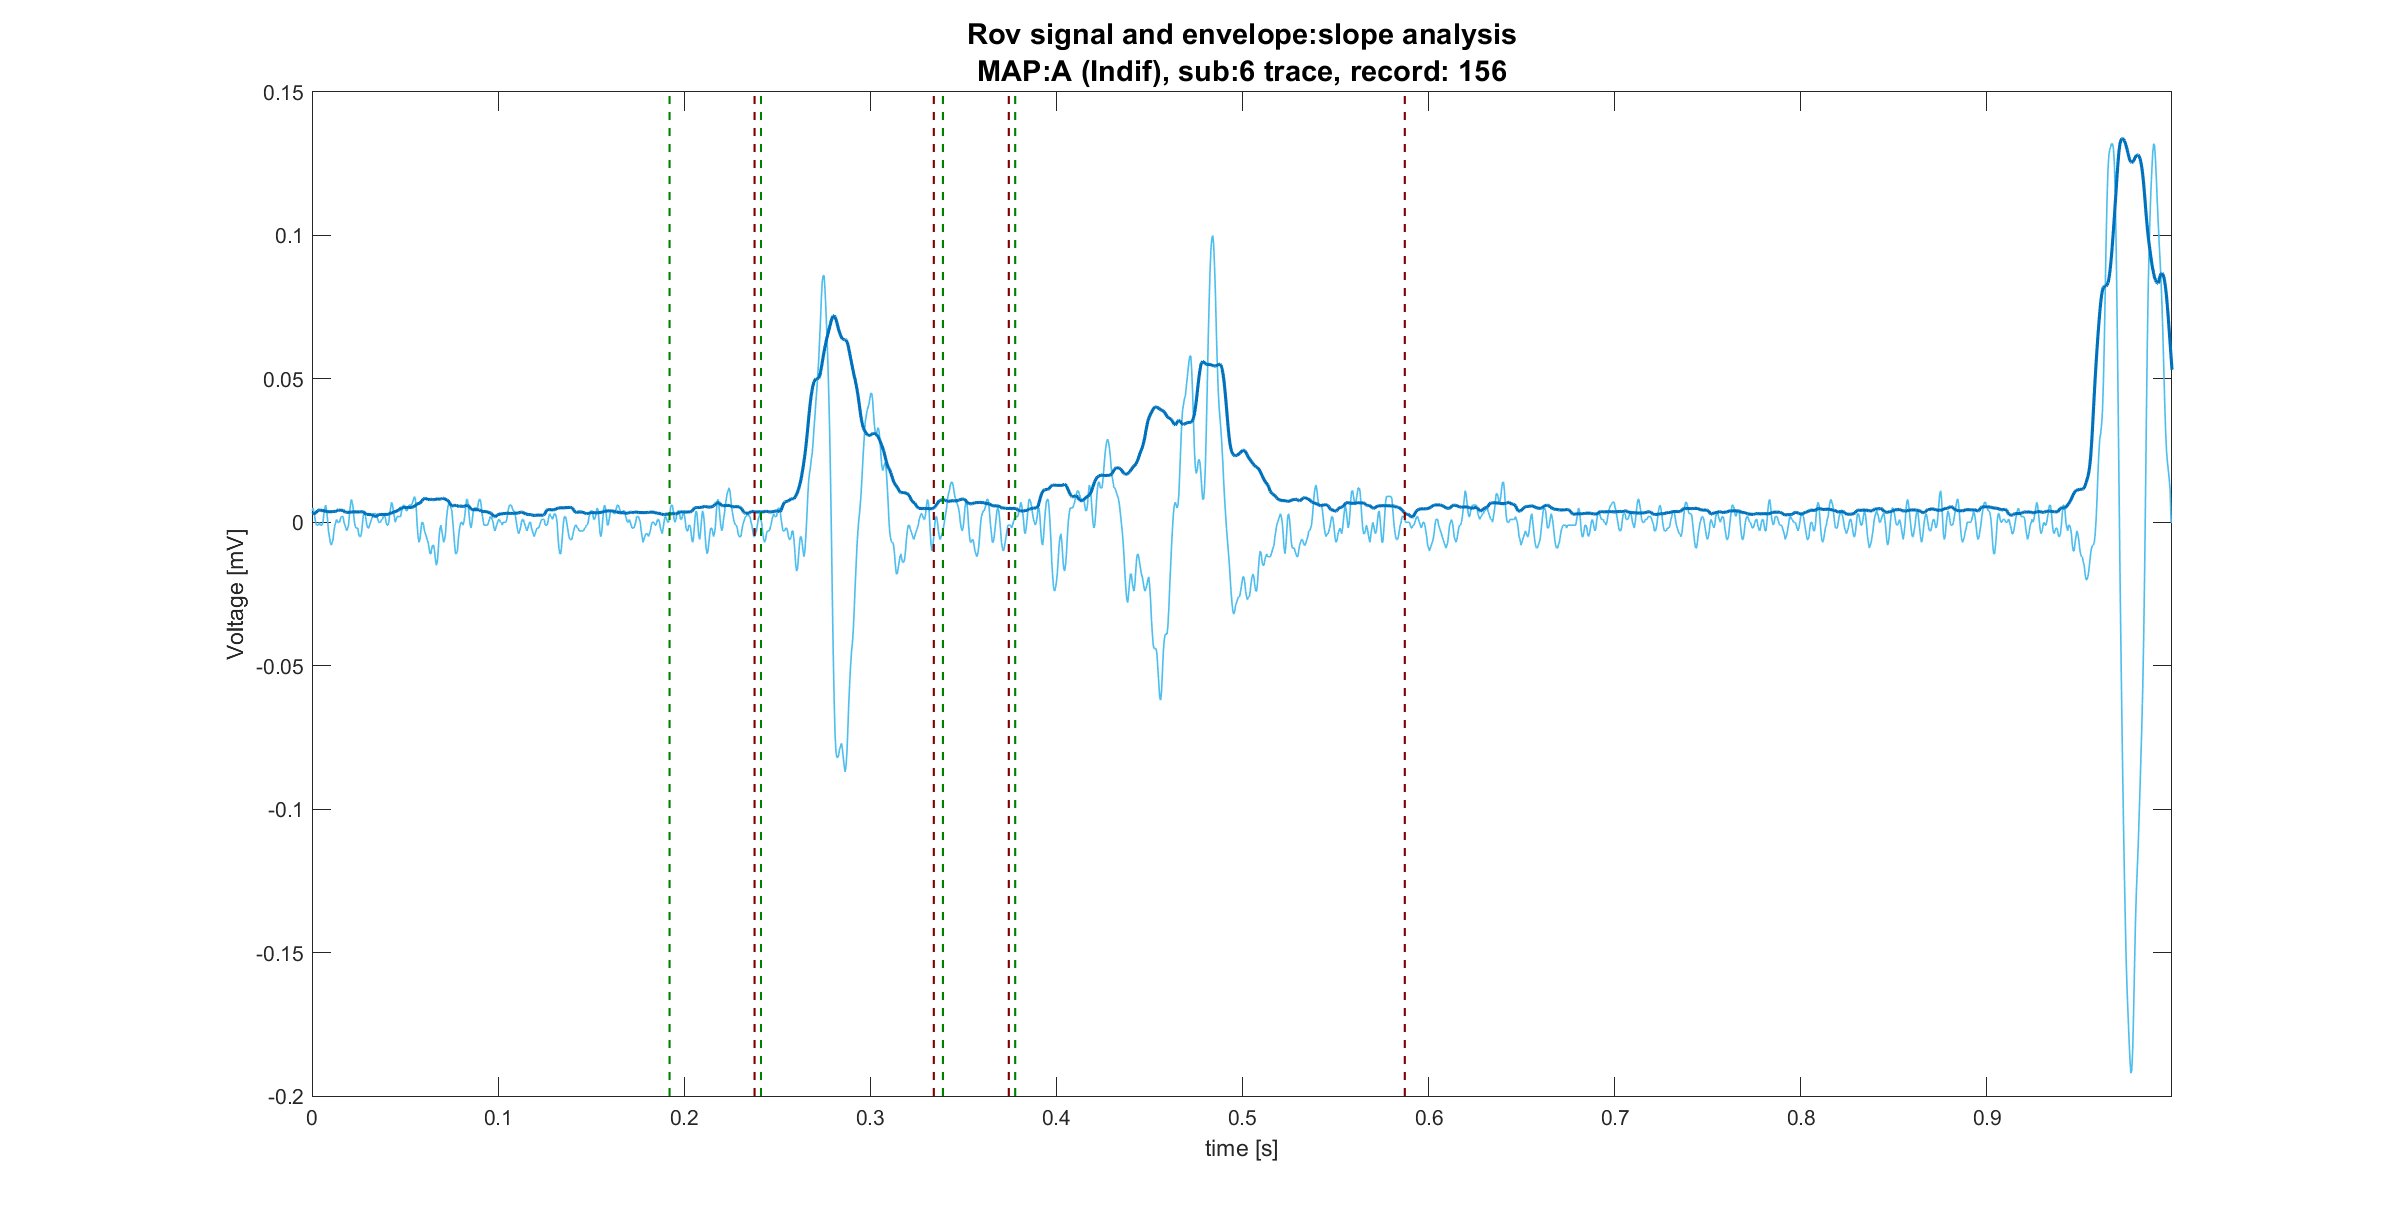 Rov signal and envelope:slope analysis
MAP:A (Indif), sub:6 trace, record: 156
0.15
0.1
0.05
0
-0.05
-0.1
-0.15
-0.2
Voltage [mV]
0 0.1 0.2 0.3 0.4 0.5 0.6 0.7 0.8 0.9
time [s]